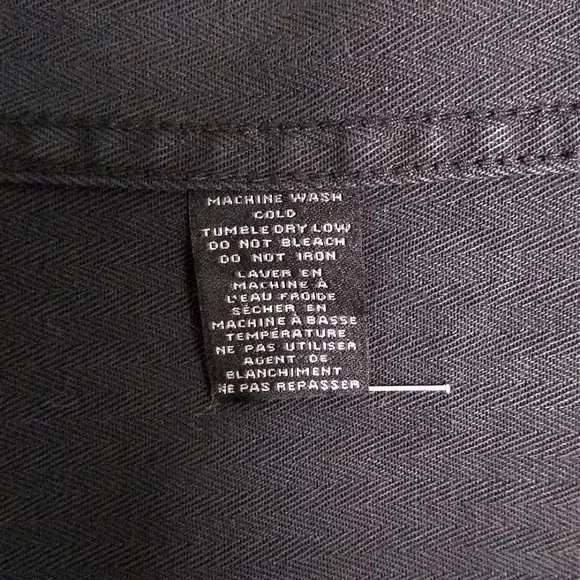 MACHINE WASH
COLD
TUMBLE DRY LOW
DO NOT BLEACH
DO NOT IRON
LAVER EN
MACHINE À
L'EAU FROIDE
SÉCHER EN
MACHINE À BASSE
TEMPÉRATURE
NE PAS UTILISER
AGENT DE
BLANCHIMENT
NE PAS REPASSER